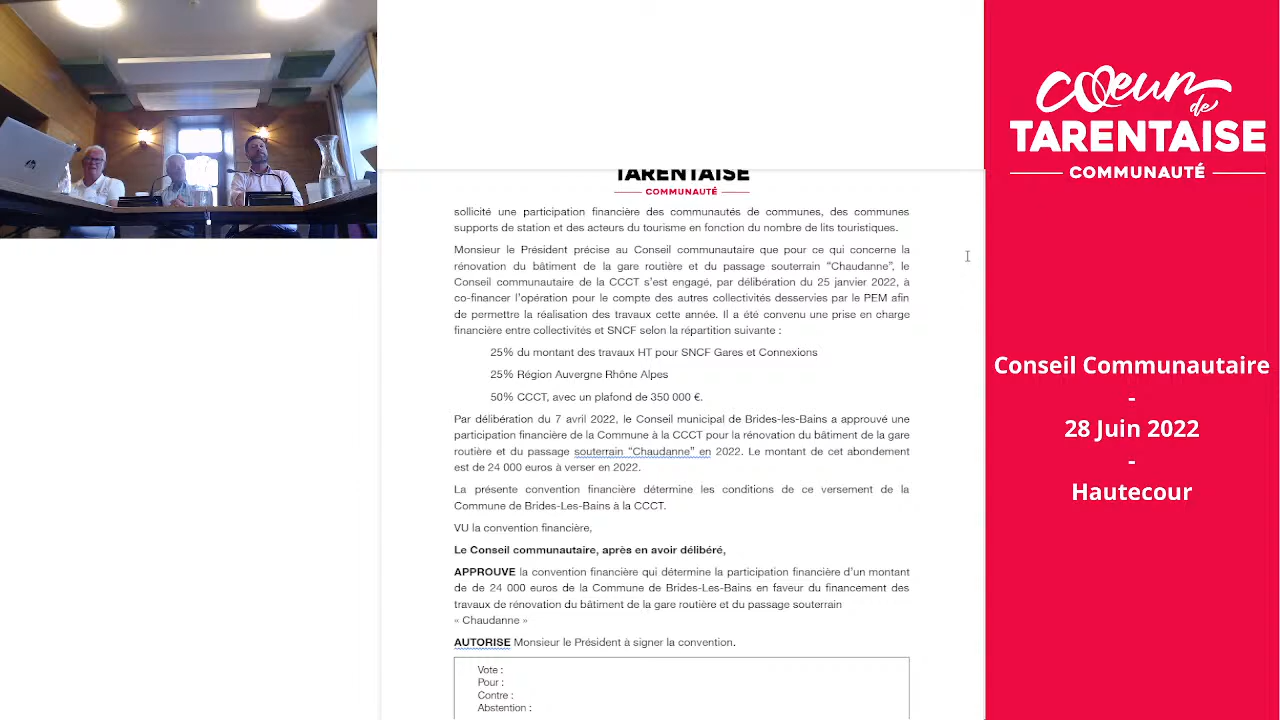 TARENTAISE
COMMUNAUTÉ
sollicité une participation financière des communautés de communes, des communes
supports de station et des acteurs du tourisme en fonction du nombre de lits touristiques.
Monsieur le Président précise au Conseil communautaire que pour ce qui concerne la
rénovation du bâtiment de la gare routière et du passage souterrain “Chaudanne”, le
Conseil communautaire de la CCCT s’est engagé, par délibération du 25 janvier 2022, à
co-financer l’opération pour le compte des autres collectivités desservies par le PEM afin
de permettre la réalisation des travaux cette année. Il a été convenu une prise en charge
financière entre collectivités et SNCF selon la répartition suivante :
25% du montant des travaux HT pour SNCF Gares et Connexions
25% Région Auvergne Rhône Alpes
50% CCCT, avec un plafond de 350 000 €.
Par délibération du 7 avril 2022, le Conseil municipal de Brides-les-Bains a approuvé une
participation financière de la Commune à la CCCT pour la rénovation du bâtiment de la gare
routière et du passage souterrain “Chaudanne” en 2022. Le montant de cet abondement
est de 24 000 euros à verser en 2022.
La présente convention financière détermine les conditions de ce versement de la
Commune de Brides-Les-Bains à la CCCT.
VU la convention financière,
Le Conseil communautaire, après en avoir délibéré,
APPROUVE la convention financière qui détermine la participation financière d’un montant
de de 24 000 euros de la Commune de Brides-Les-Bains en faveur du financement des
travaux de rénovation du bâtiment de la gare routière et du passage souterrain
« Chaudanne »
AUTORISE Monsieur le Président à signer la convention.
Vote :
Pour :
Contre :
Abstention :
cœur
de
TARENTAISE
COMMUNAUTÉ
Conseil Communautaire
-
28 Juin 2022
-
Hautecour